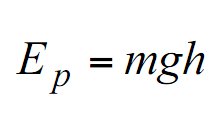 E_p = mgh